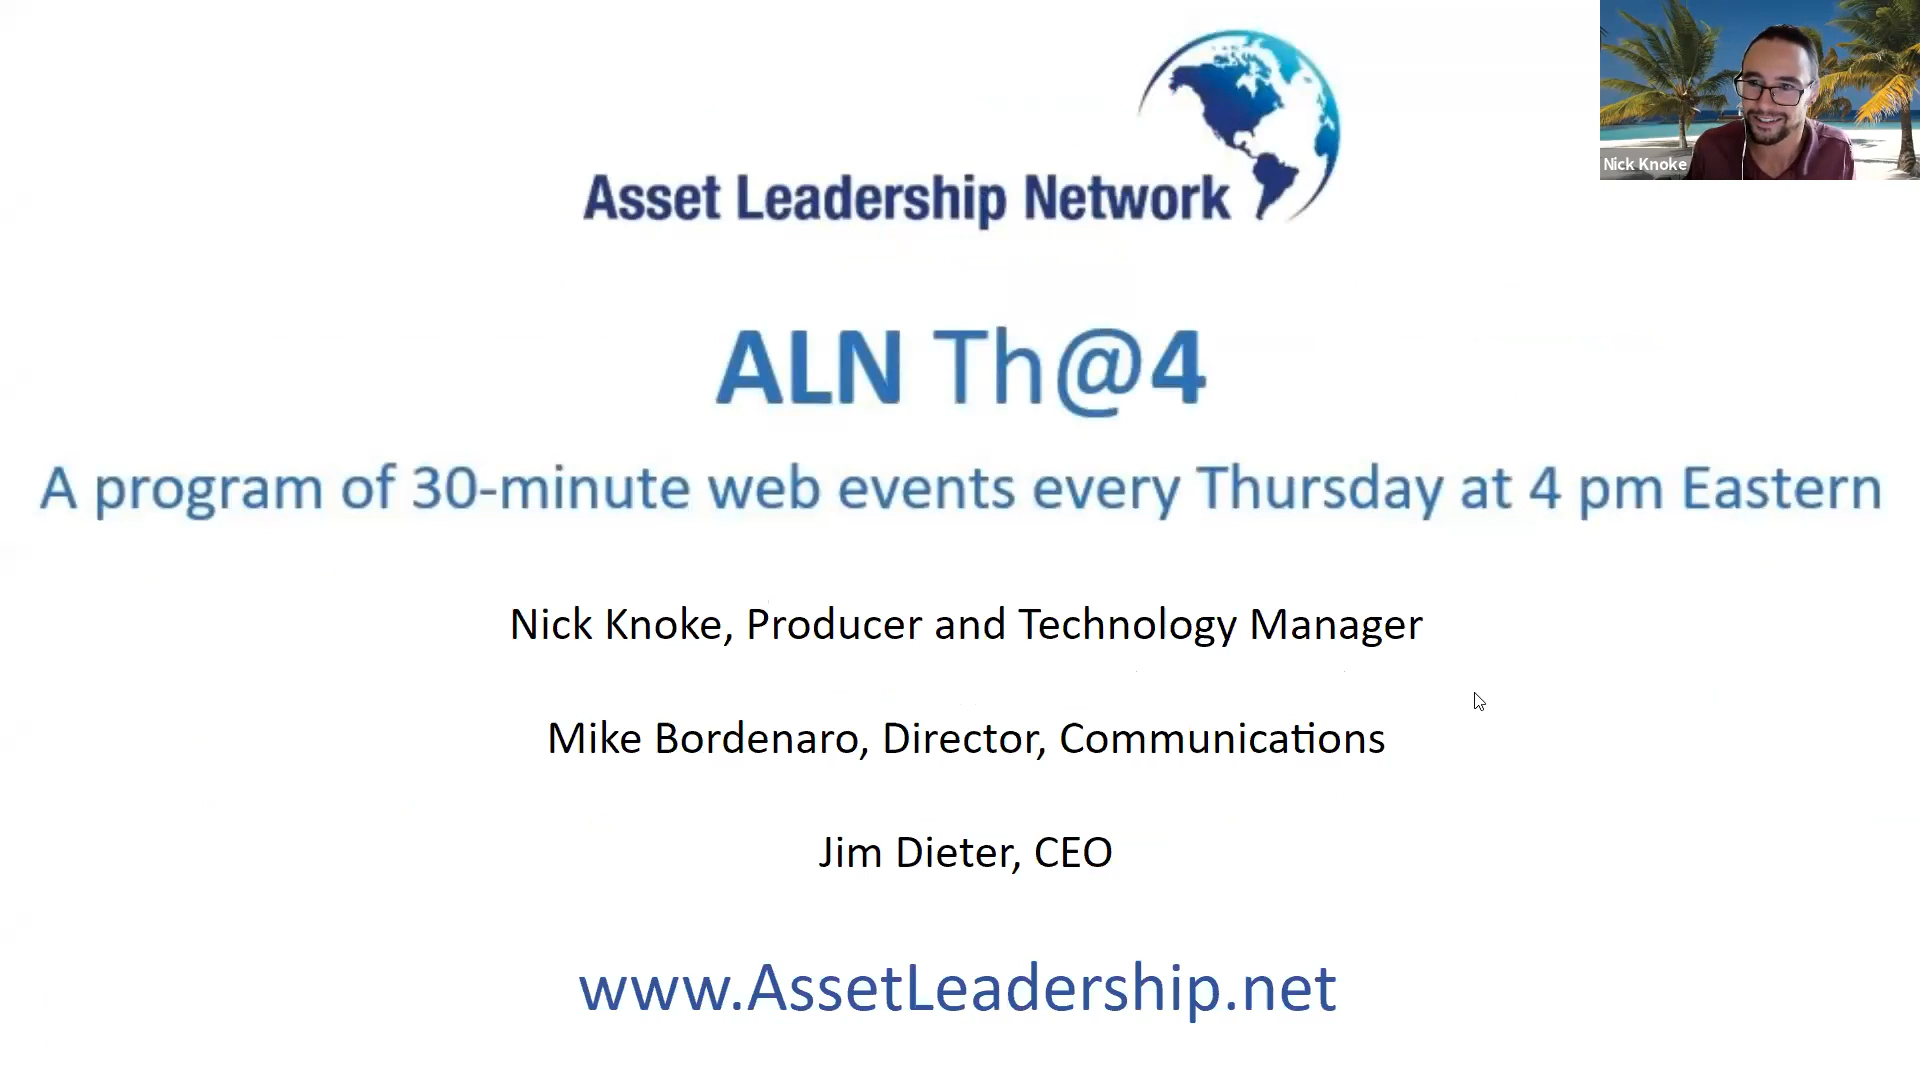 Asset Leadership Network
Nick Knoke
ALN Th@4
A program of 30-minute web events every Thursday at 4 pm Eastern
Nick Knoke, Producer and Technology Manager
Mike Bordenaro, Director, Communications
Jim Dieter, CEO
www.AssetLeadership.net